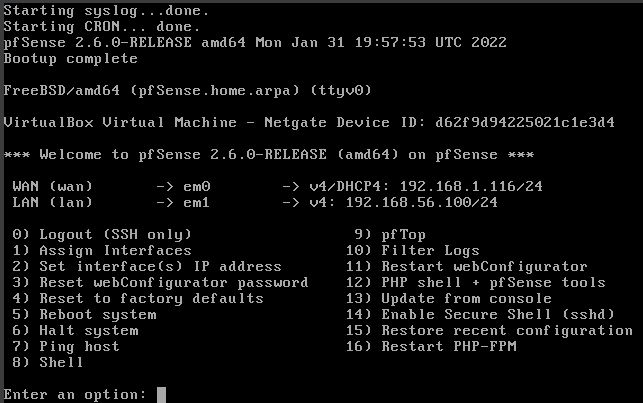 Starting syslog...done.
Starting CRON... done.
pfSense 2.6.0-RELEASE amd64 Mon Jan 31 19:57:53 UTC 2022
Bootup complete
FreeBSD/amd64 (pfSense.home.arpa) (ttyv0)
VirtualBox Virtual Machine - Netgate Device ID: d62f9d94225021c1e3d4
*** Welcome to pfSense 2.6.0-RELEASE (amd64) on pfSense ***
WAN (wan) -> em0 -> v4/DHCP4: 192.168.1.116/24
LAN (lan) -> em1 -> v4: 192.168.56.100/24
0) Logout (SSH only) 9) pfTop
1) Assign Interfaces 10) Filter Logs
2) Set interface(s) IP address 11) Restart webConfigurator
3) Reset webConfigurator password 12) PHP shell + pfSense tools
4) Reset to factory defaults 13) Update from console
5) Reboot system 14) Enable Secure Shell (sshd)
6) Halt system 15) Restore recent configuration
7) Ping host 16) Restart PHP-FPM
8) Shell
Enter an option: